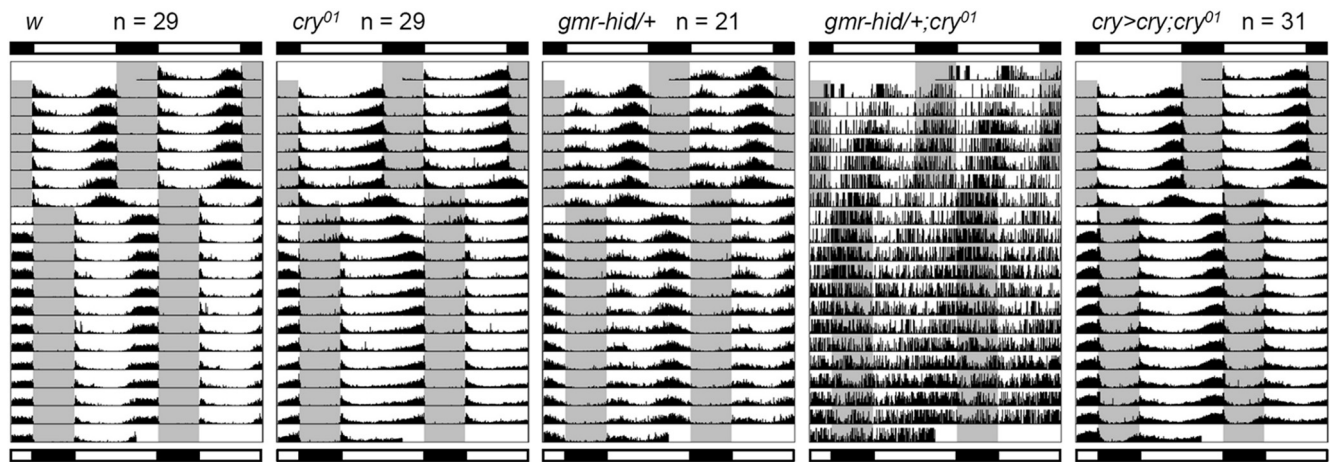 w n = 29 cry⁰¹ n = 29 gmr-hid/+ n = 21 gmr-hid/+;cry⁰¹ cry>cry;cry⁰¹ n = 31